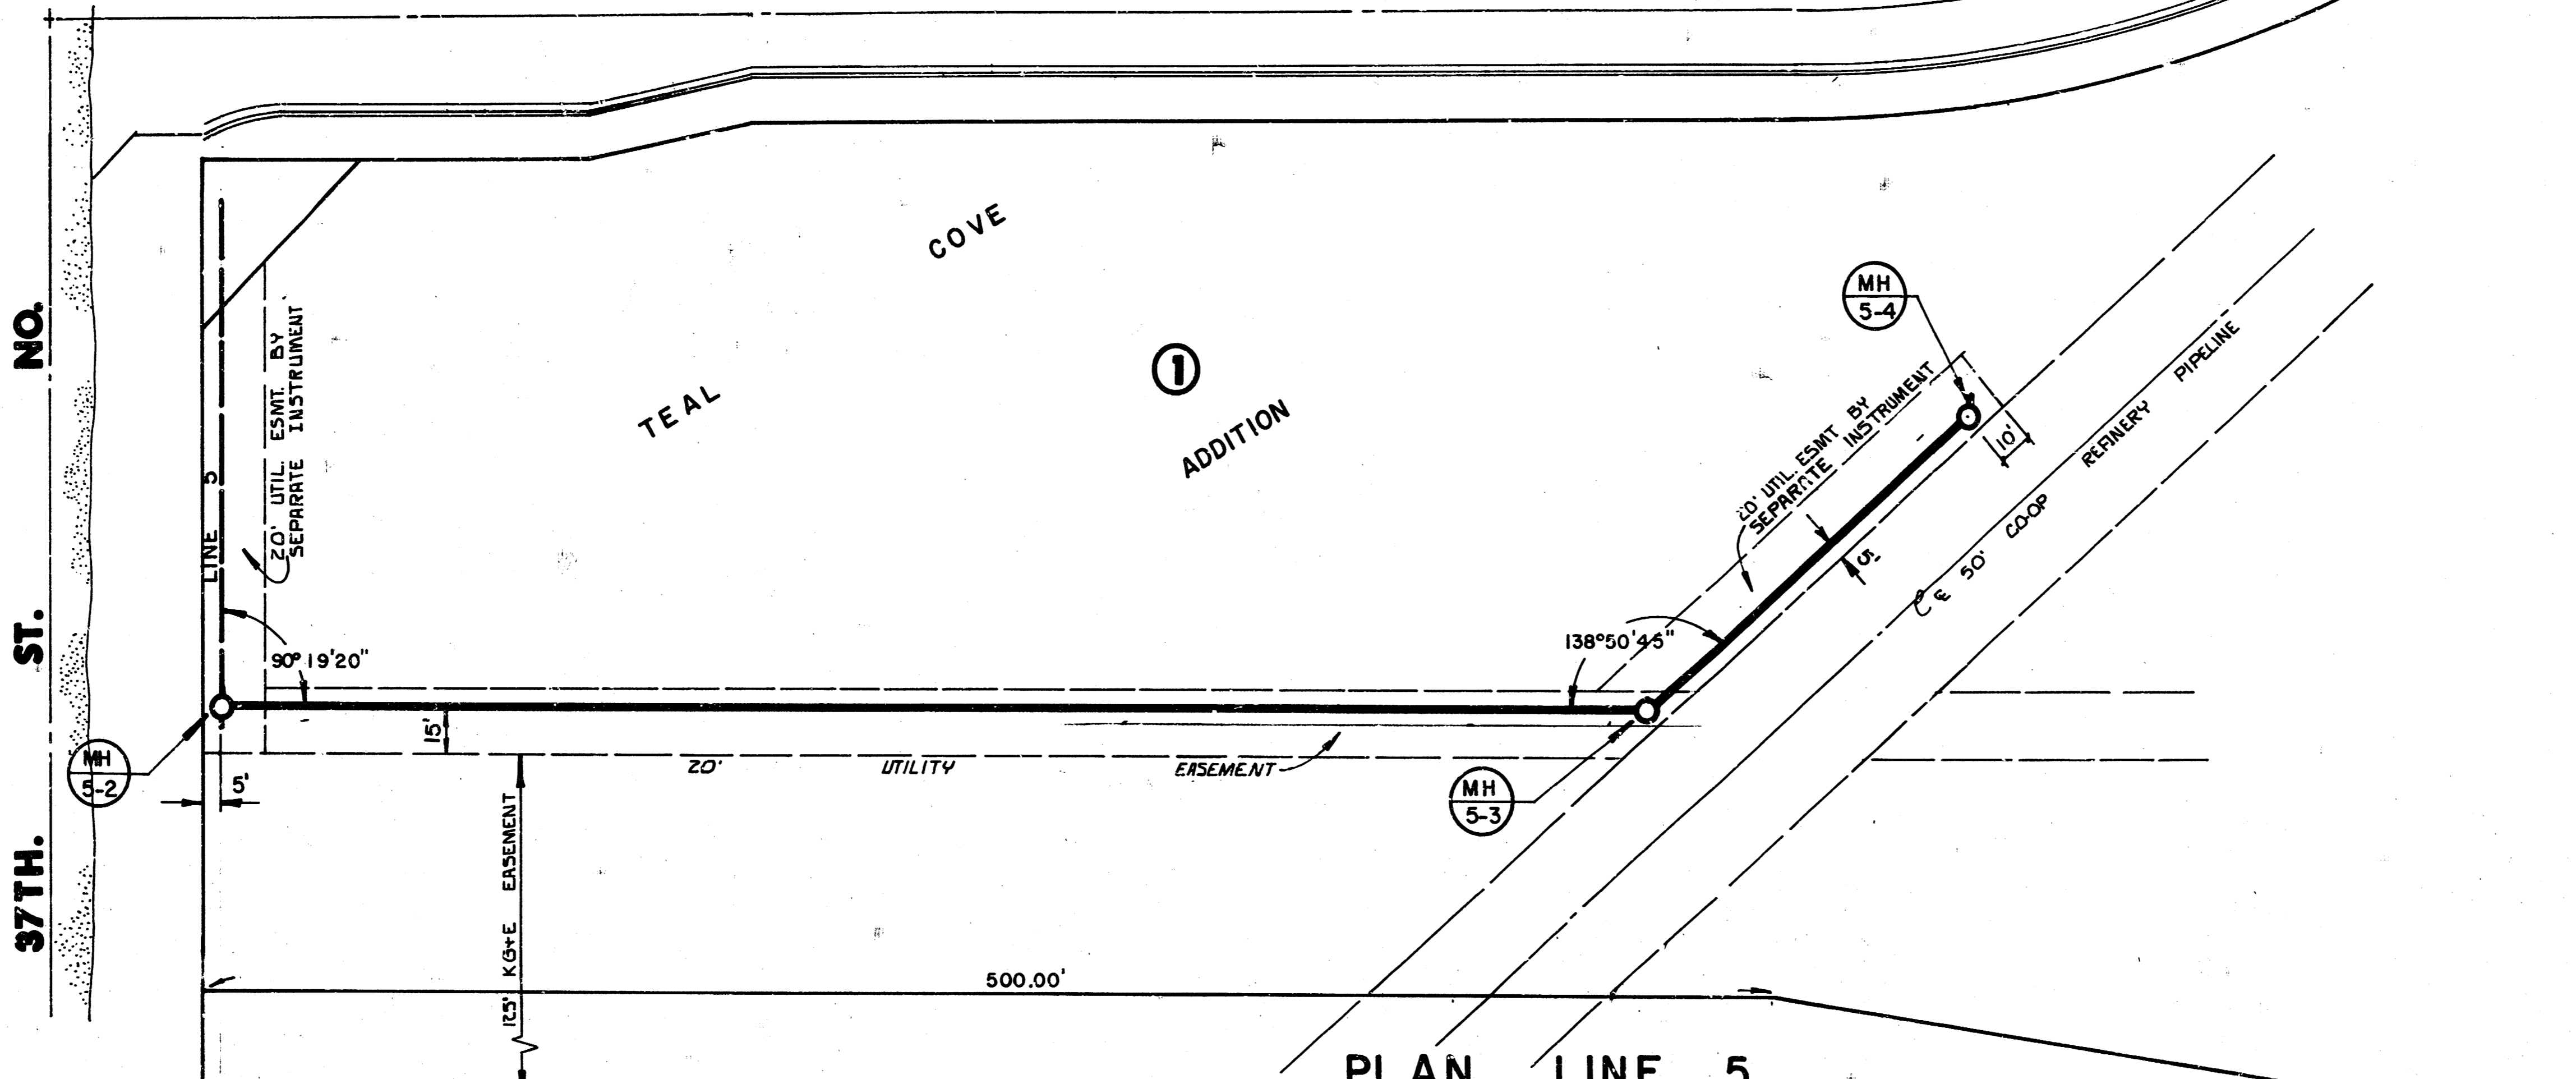 37TH. ST. NO.
LINE 5
20' UTIL. ESMT. BY
SEPARATE INSTRUMENT
90° 19'20"
MH
5-2
5'
15'
TEAL
COVE
ADDITION
1
20' UTILITY EASEMENT
125' KG+E EASEMENT
500.00'
MH
5-3
138°50'45"
20' UTIL. ESMT BY
SEPARATE INSTRUMENT
MH
5-4
10'
5'
℄ 50' CO-OP REFINERY PIPELINE
PLAN LINE 5